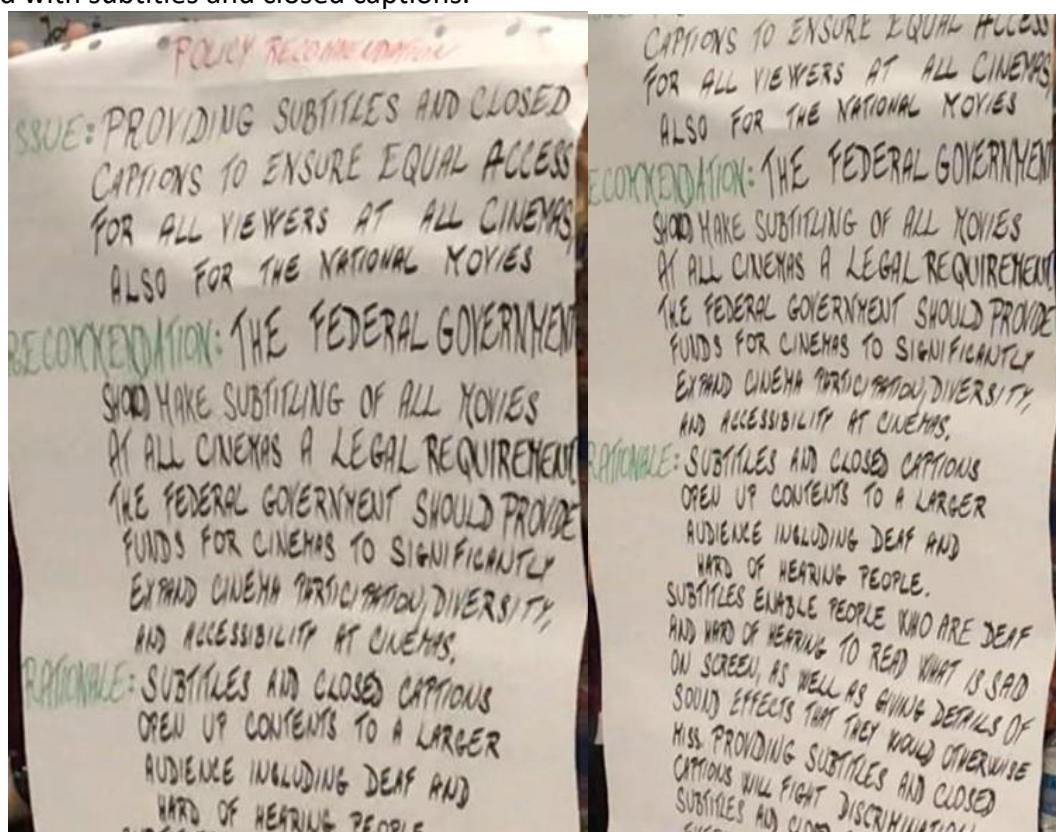 d with subtitles and closed captions.
POLICY RECOMMENDATION
ISSUE: PROVIDING SUBTITLES AND CLOSED
CAPTIONS TO ENSURE EQUAL ACCESS
FOR ALL VIEWERS AT ALL CINEMAS,
ALSO FOR THE NATIONAL MOVIES
RECOMMENDATION: THE FEDERAL GOVERNMENT
SHOULD MAKE SUBTITLING OF ALL MOVIES
AT ALL CINEMAS A LEGAL REQUIREMENT
THE FEDERAL GOVERNMENT SHOULD PROVIDE
FUNDS FOR CINEMAS TO SIGNIFICANTLY
EXPAND CINEMA PARTICIPATION, DIVERSITY,
AND ACCESSIBILITY AT CINEMAS.
RATIONALE: SUBTITLES AND CLOSED CAPTIONS
OPEN UP CONTENTS TO A LARGER
AUDIENCE INCLUDING DEAF AND
HARD OF HEARING PEOPLE.
CAPTIONS TO ENSURE EQUAL ACCESS
FOR ALL VIEWERS AT ALL CINEMAS,
ALSO FOR THE NATIONAL MOVIES
RECOMMENDATION: THE FEDERAL GOVERNMENT
SHOULD MAKE SUBTITLING OF ALL MOVIES
AT ALL CINEMAS A LEGAL REQUIREMENT
THE FEDERAL GOVERNMENT SHOULD PROVIDE
FUNDS FOR CINEMAS TO SIGNIFICANTLY
EXPAND CINEMA PARTICIPATION, DIVERSITY,
AND ACCESSIBILITY AT CINEMAS.
RATIONALE: SUBTITLES AND CLOSED CAPTIONS
OPEN UP CONTENTS TO A LARGER
AUDIENCE INCLUDING DEAF AND
HARD OF HEARING PEOPLE.
SUBTITLES ENABLE PEOPLE WHO ARE DEAF
AND HARD OF HEARING TO READ WHAT IS SAD
ON SCREEN, AS WELL AS GIVING DETAILS OF
SOUND EFFECTS THAT THEY WOULD OTHERWISE
MISS. PROVIDING SUBTITLES AND CLOSED
CAPTIONS WILL FIGHT DISCRIMINATION
SUBTITLES AND